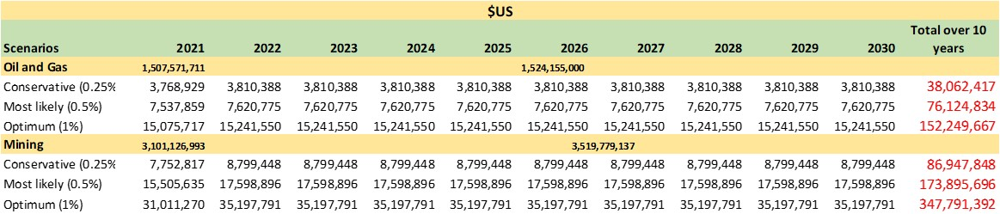 $US
Total over 10
Scenarios 2021 2022 2023 2024 2025 2026 2027 2028 2029 2030 years
Oil and Gas 1,507,571,711 1,524,155,000
Conservative (0.25% 3,768,929 3,810,388 3,810,388 3,810,388 3,810,388 3,810,388 3,810,388 3,810,388 3,810,388 3,810,388 38,062,417
Most likely (0.5%) 7,537,859 7,620,775 7,620,775 7,620,775 7,620,775 7,620,775 7,620,775 7,620,775 7,620,775 7,620,775 76,124,834
Optimum (1%) 15,075,717 15,241,550 15,241,550 15,241,550 15,241,550 15,241,550 15,241,550 15,241,550 15,241,550 15,241,550 152,249,667
Mining 3,101,126,993 3,519,779,137
Conservative (0.25% 7,752,817 8,799,448 8,799,448 8,799,448 8,799,448 8,799,448 8,799,448 8,799,448 8,799,448 8,799,448 86,947,848
Most likely (0.5%) 15,505,635 17,598,896 17,598,896 17,598,896 17,598,896 17,598,896 17,598,896 17,598,896 17,598,896 17,598,896 173,895,696
Optimum (1%) 31,011,270 35,197,791 35,197,791 35,197,791 35,197,791 35,197,791 35,197,791 35,197,791 35,197,791 35,197,791 347,791,392